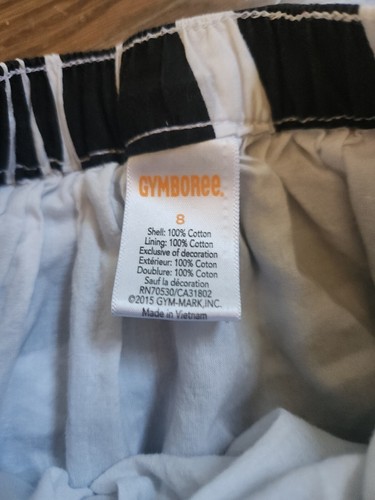 GYMBOREE.
8
Shell: 100% Cotton
Lining: 100% Cotton
Exclusive of decoration
Extérieur: 100% Coton
Doublure: 100% Coton
Sauf la décoration
RN70530/CA31802
©2015 GYM-MARK,INC.
Made in Vietnam